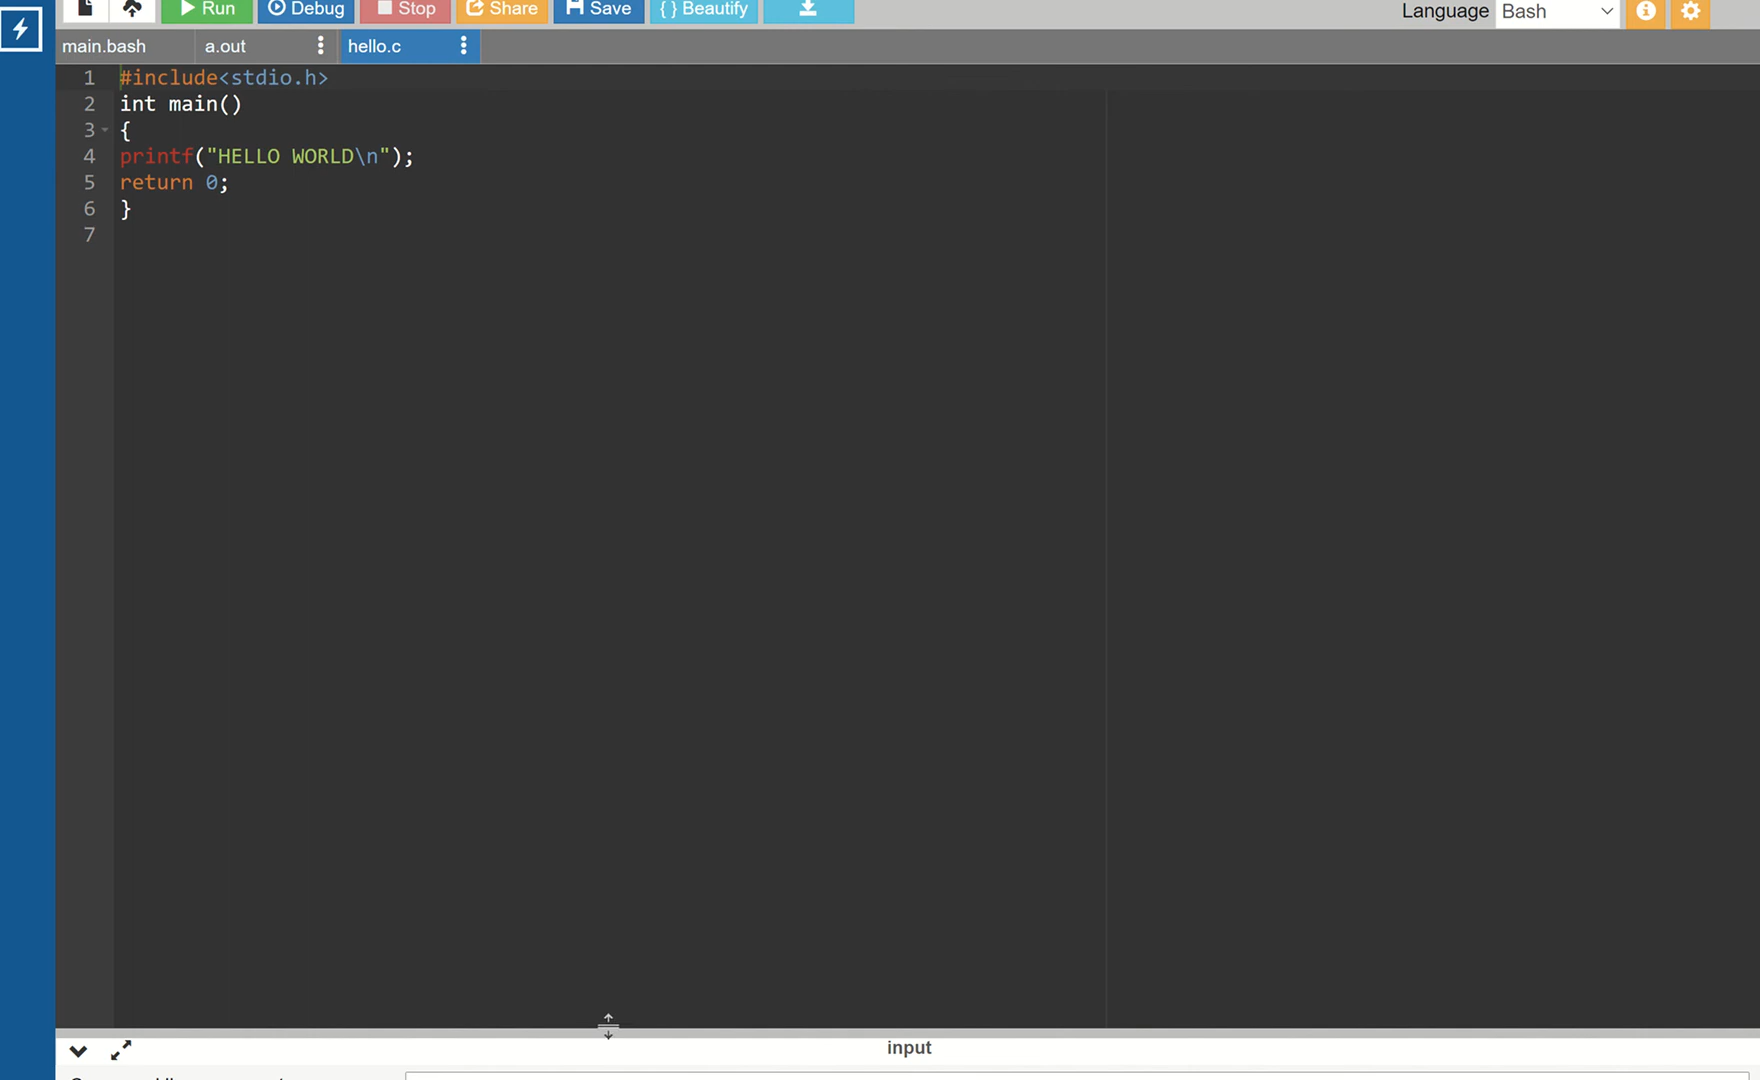 Run Debug Stop Share Save { } Beautify Language Bash
main.bash a.out hello.c
1 #include<stdio.h>
2 int main()
3 {
4 printf("HELLO WORLD\n");
5 return 0;
6 }
7
input